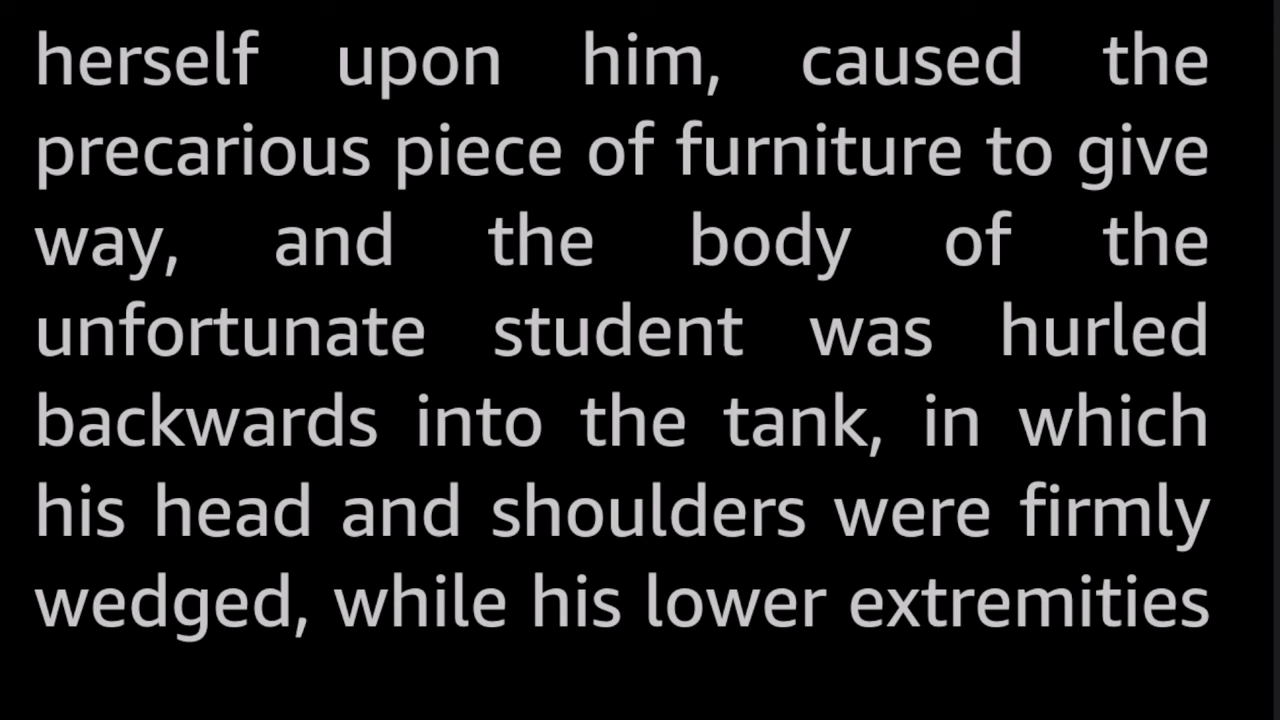 herself upon him, caused the
precarious piece of furniture to give
way, and the body of the
unfortunate student was hurled
backwards into the tank, in which
his head and shoulders were firmly
wedged, while his lower extremities